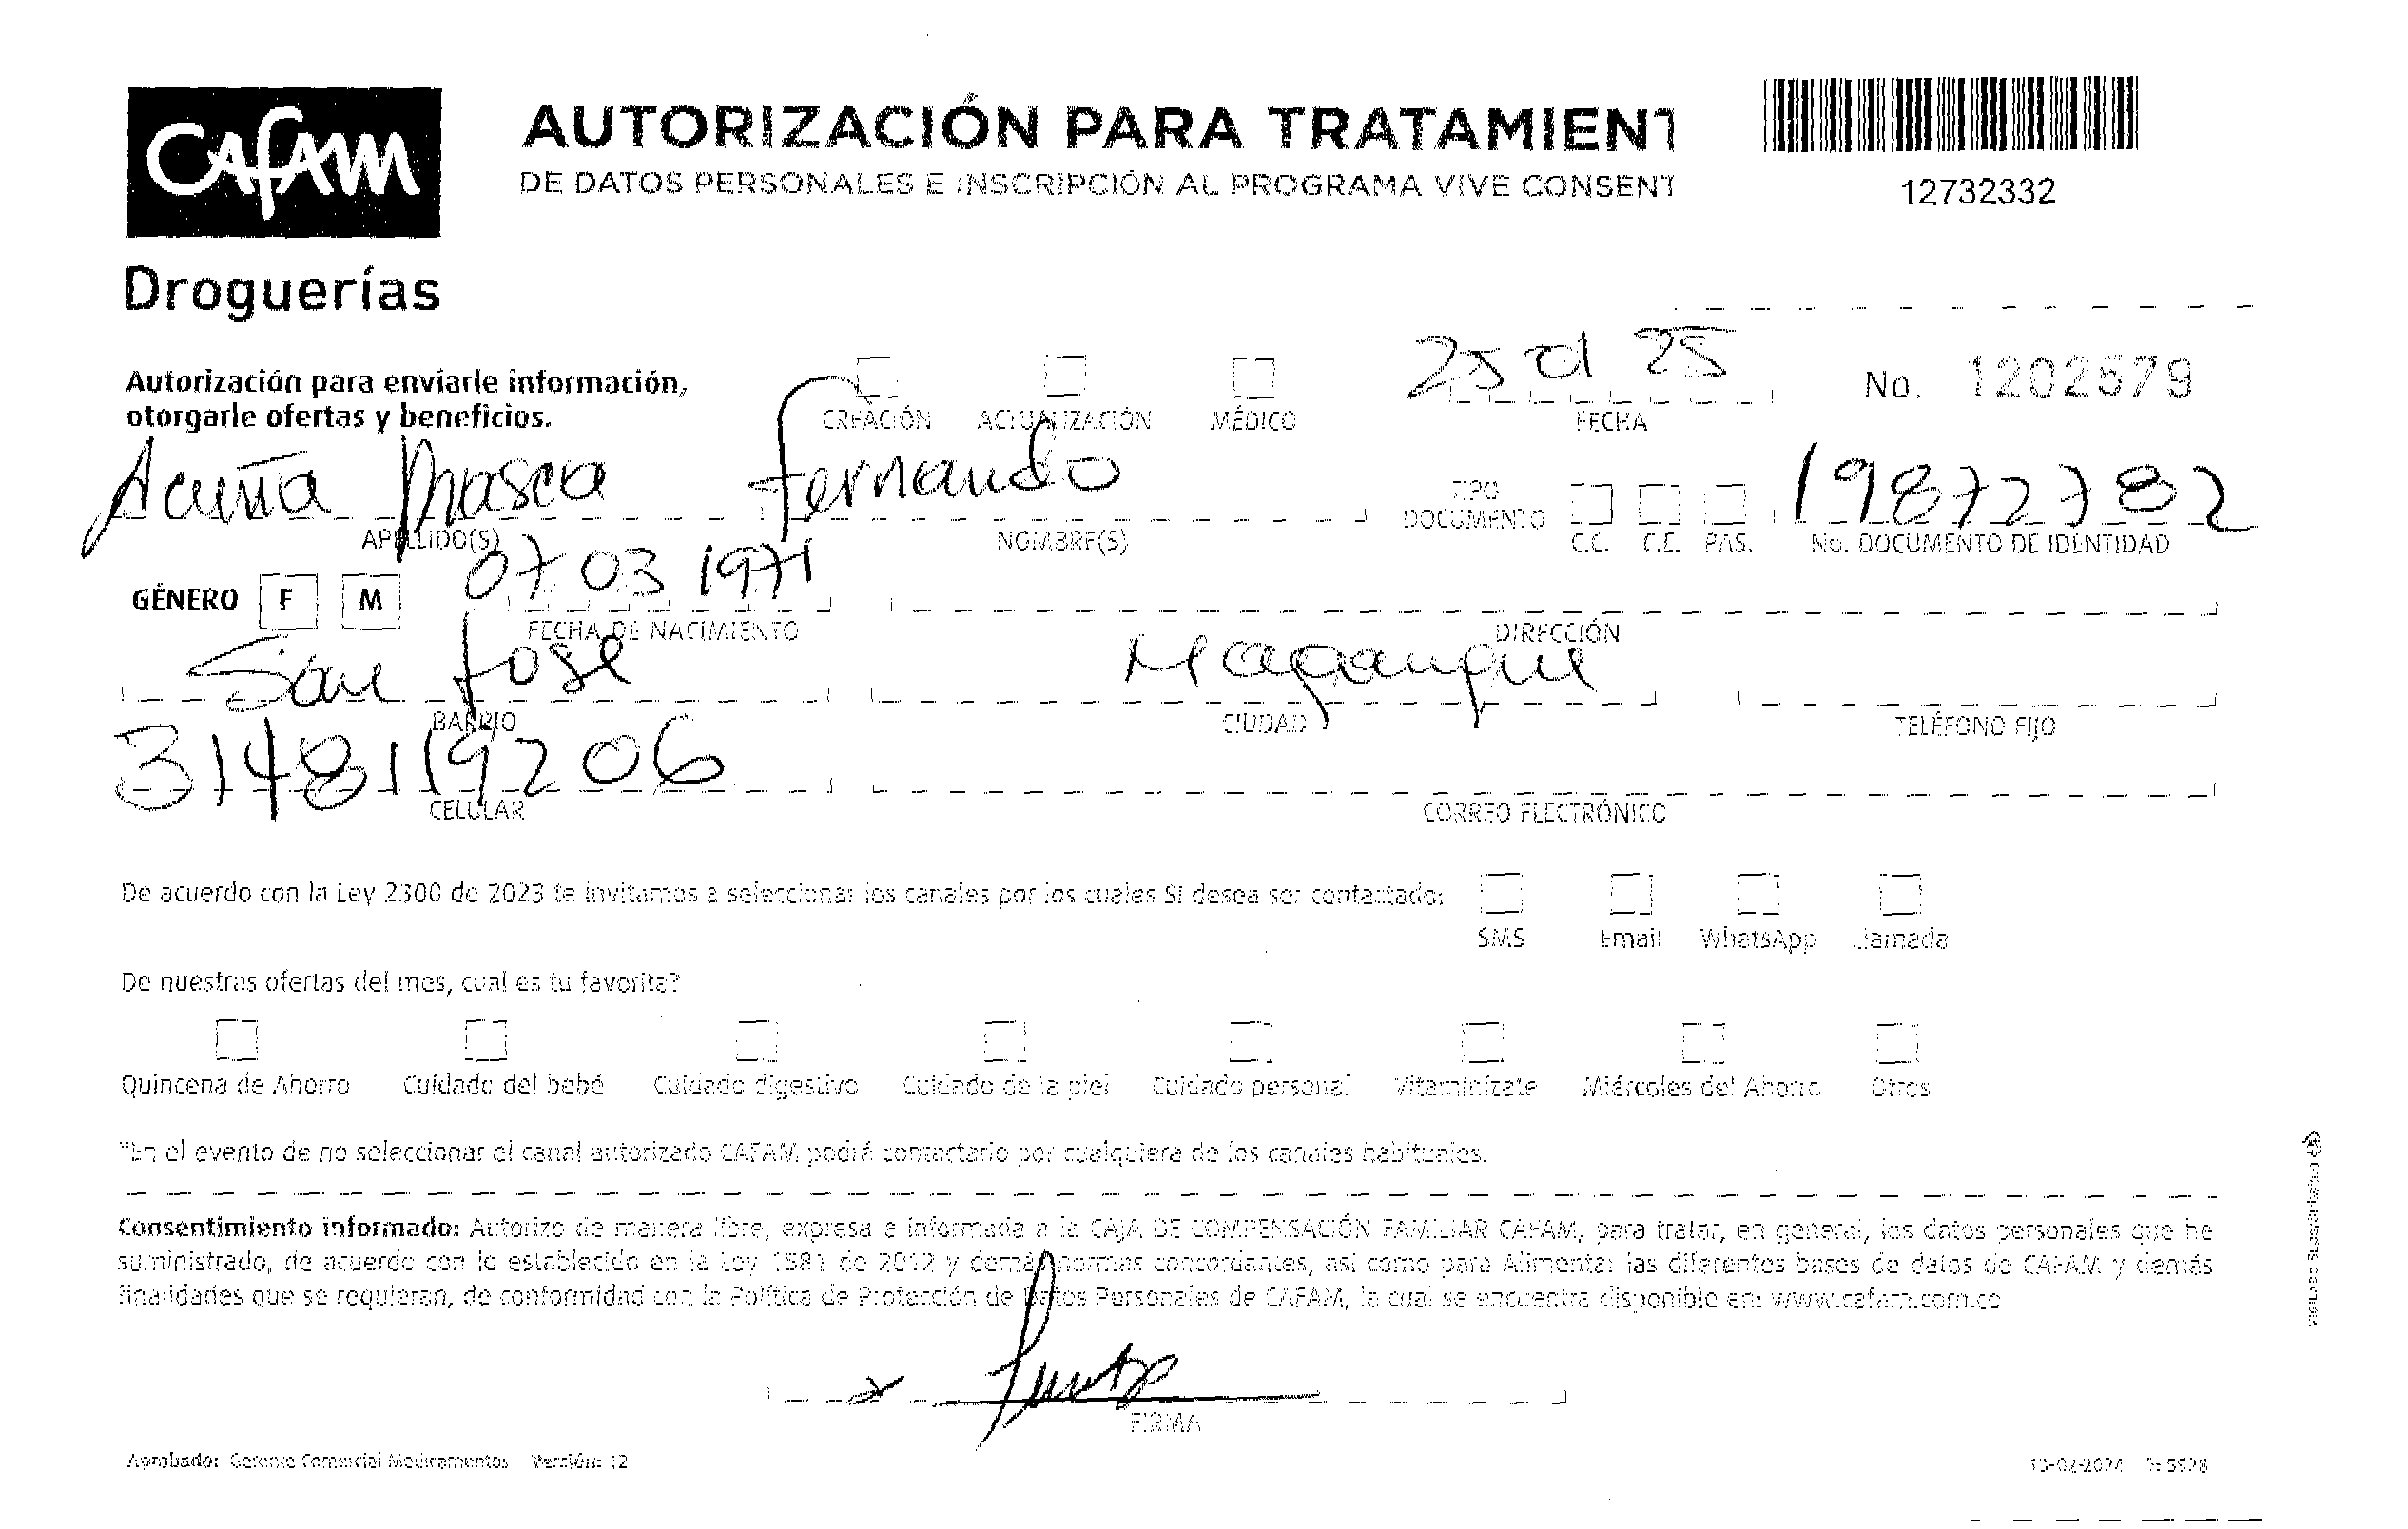 CAFAM
AUTORIZACIÓN PARA TRATAMIENT
DE DATOS PERSONALES E INSCRIPCIÓN AL PROGRAMA VIVE CONSENT
12732332
Droguerías
Autorización para enviarle información,
otorgarle ofertas y beneficios.
CREACIÓN ACTUALIZACIÓN MÉDICO
25 01 25
FECHA
No. 1202679
Acuña Fernando
APELLIDO(S) NOMBRE(S)
TIPO DOCUMENTO C.C. C.E. PAS.
19872782
No. DOCUMENTO DE IDENTIDAD
GÉNERO F M 07 03 1971
FECHA DE NACIMIENTO DIRECCIÓN
San Jose Magangue
BARRIO CIUDAD TELÉFONO FIJO
3148119206
CELULAR CORREO ELECTRÓNICO
De acuerdo con la Ley 2300 de 2023 te invitamos a seleccionar los canales por los cuales SI desea ser contactado:
SMS Email WhatsApp Llamada
De nuestras ofertas del mes, cual es tu favorita?
Quincena de Ahorro Cuidado del bebé Cuidado digestivo Cuidado de la piel Cuidado personal Vitaminízate Miércoles del Ahorro Otros
*En el evento de no seleccionar el canal autorizado CAFAM podrá contactarlo por cualquiera de los canales habituales.
Consentimiento informado: Autorizo de manera libre, expresa e informada a la CAJA DE COMPENSACIÓN FAMILIAR CAFAM, para tratar, en general, los datos personales que he
suministrado, de acuerdo con lo establecido en la Ley 1581 de 2012 y demás normas concordantes, así como para Alimentar las diferentes bases de datos de CAFAM y demás
finalidades que se requieran, de conformidad con la Política de Protección de Datos Personales de CAFAM, la cual se encuentra disponible en: www.cafam.com.co
FIRMA
Aprobado: Gerente Comercial Medicamentos Versión: 12